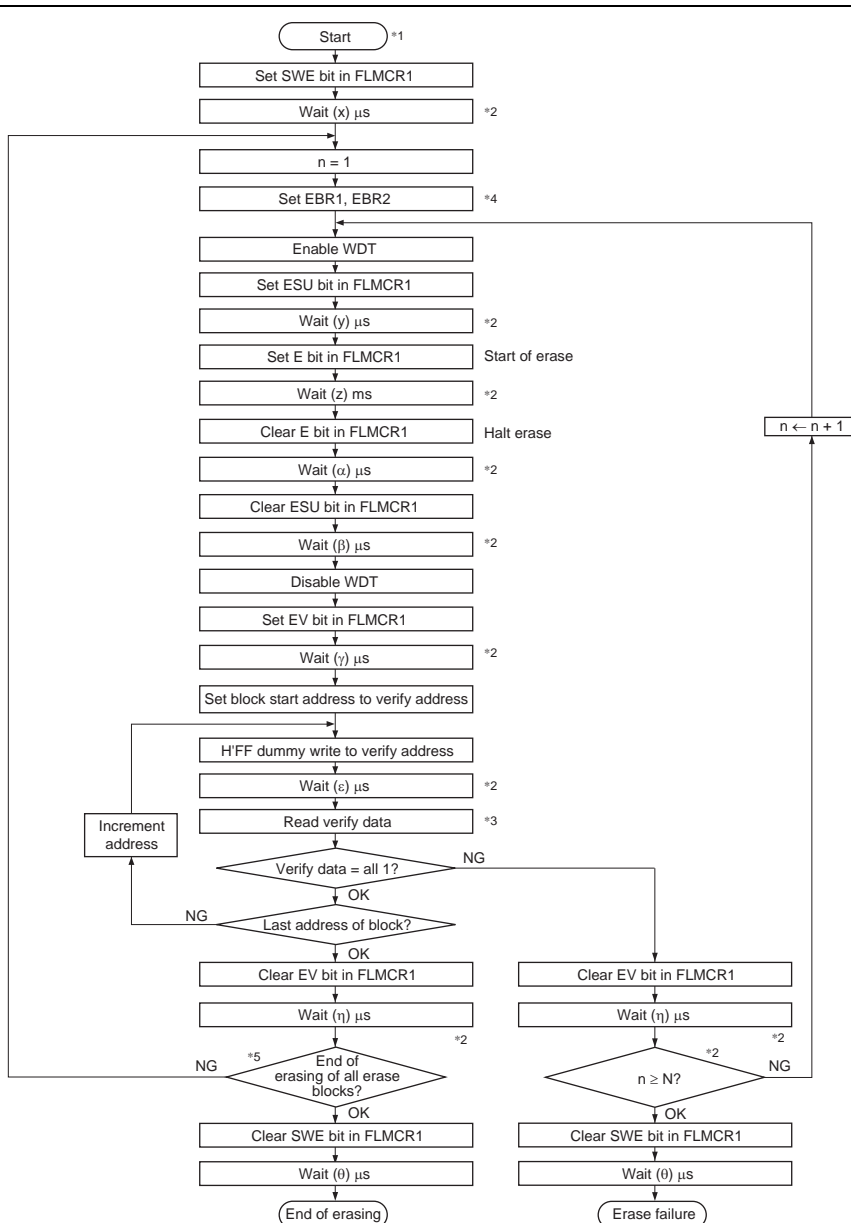 Start *1
Set SWE bit in FLMCR1
Wait (x) μs *2
n = 1
Set EBR1, EBR2 *4
Enable WDT
Set ESU bit in FLMCR1
Wait (y) μs *2
Set E bit in FLMCR1 Start of erase
Wait (z) ms *2
n ← n + 1
Clear E bit in FLMCR1 Halt erase
Wait (α) μs *2
Clear ESU bit in FLMCR1
Wait (β) μs *2
Disable WDT
Set EV bit in FLMCR1
Wait (γ) μs *2
Set block start address to verify address
H'FF dummy write to verify address
Wait (ε) μs *2
Increment
address
Read verify data *3
Verify data = all 1? NG
OK
NG Last address of block?
OK
Clear EV bit in FLMCR1 Clear EV bit in FLMCR1
Wait (η) μs Wait (η) μs
*2 *2
NG *5 End of
erasing of all erase
blocks?
*2
n ≥ N? NG
OK OK
Clear SWE bit in FLMCR1 Clear SWE bit in FLMCR1
Wait (θ) μs Wait (θ) μs
End of erasing Erase failure